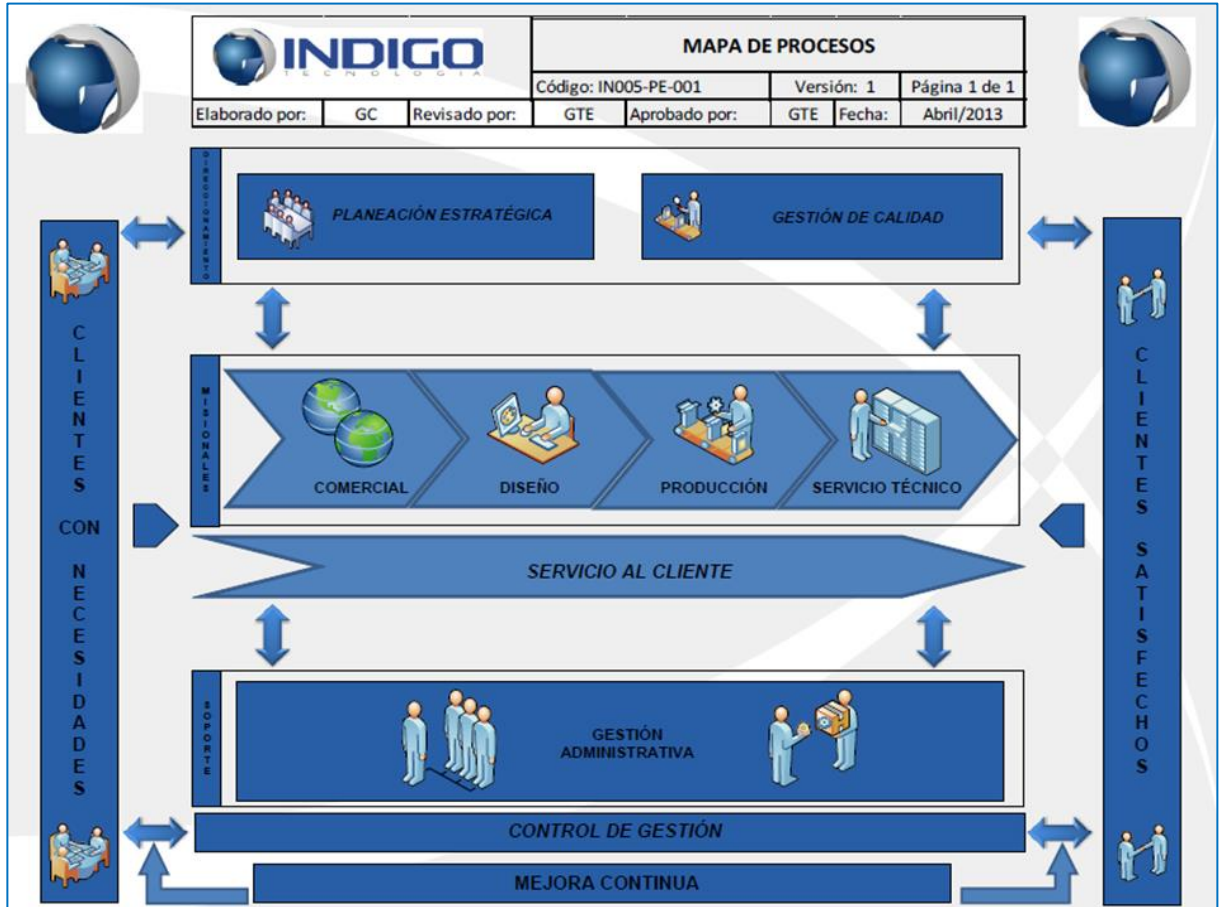 INDIGO
TECNOLOGIA
MAPA DE PROCESOS
Código: IN005-PE-001
Versión: 1
Página 1 de 1
Elaborado por:
GC
Revisado por:
GTE
Aprobado por:
GTE
Fecha:
Abril/2013
DIRECCIONAMIENTO
PLANEACIÓN ESTRATÉGICA
GESTIÓN DE CALIDAD
CLIENTES
CON
NECESIDADES
MISIONALES
COMERCIAL
DISEÑO
PRODUCCIÓN
SERVICIO TÉCNICO
SERVICIO AL CLIENTE
CLIENTES
SATISFECHOS
SOPORTE
GESTIÓN
ADMINISTRATIVA
CONTROL DE GESTIÓN
MEJORA CONTINUA